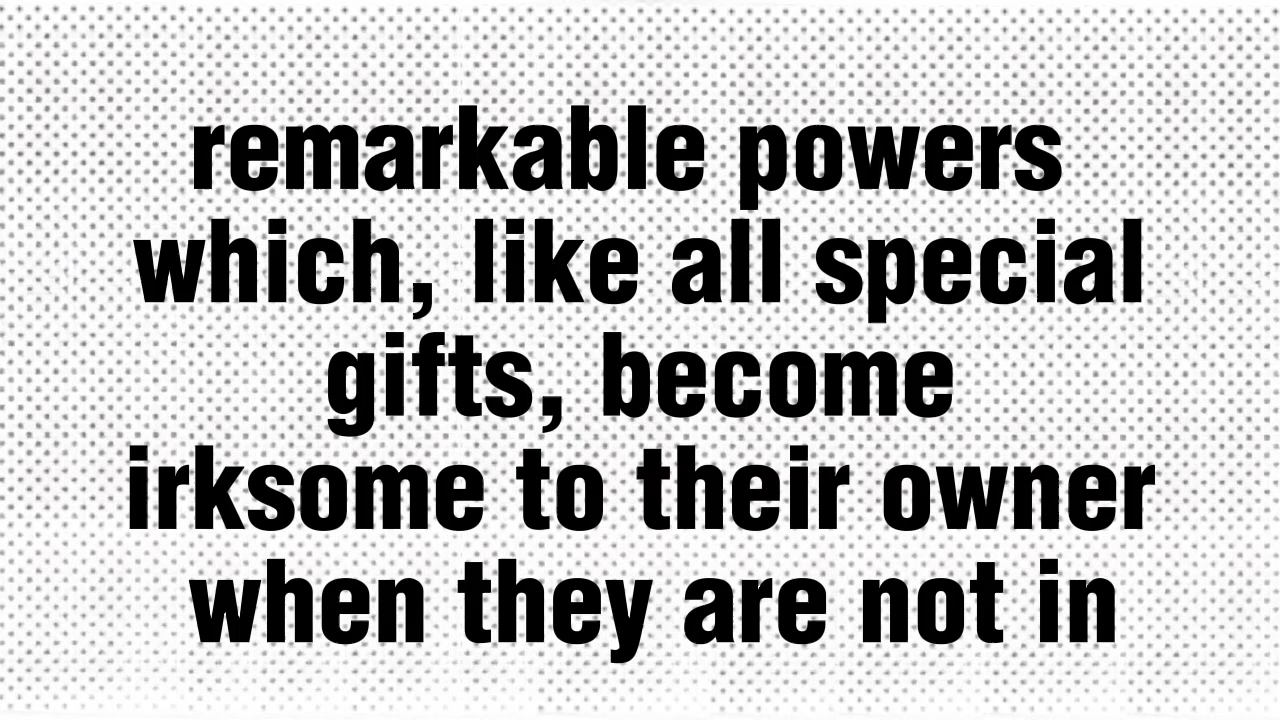 remarkable powers
which, like all special
gifts, become
irksome to their owner
when they are not in